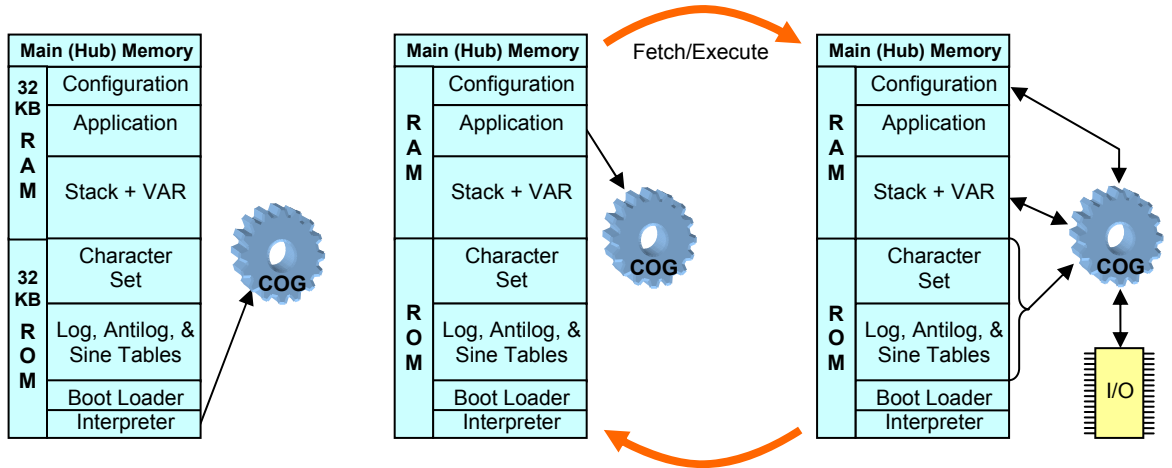 Main (Hub) Memory
32
KB
R
A
M
Configuration
Application
Stack + VAR
32
KB
R
O
M
Character
Set
Log, Antilog, &
Sine Tables
Boot Loader
Interpreter
COG
Main (Hub) Memory
R
A
M
Configuration
Application
Stack + VAR
R
O
M
Character
Set
Log, Antilog, &
Sine Tables
Boot Loader
Interpreter
COG
Fetch/Execute
Main (Hub) Memory
R
A
M
Configuration
Application
Stack + VAR
R
O
M
Character
Set
Log, Antilog, &
Sine Tables
Boot Loader
Interpreter
COG
I/O